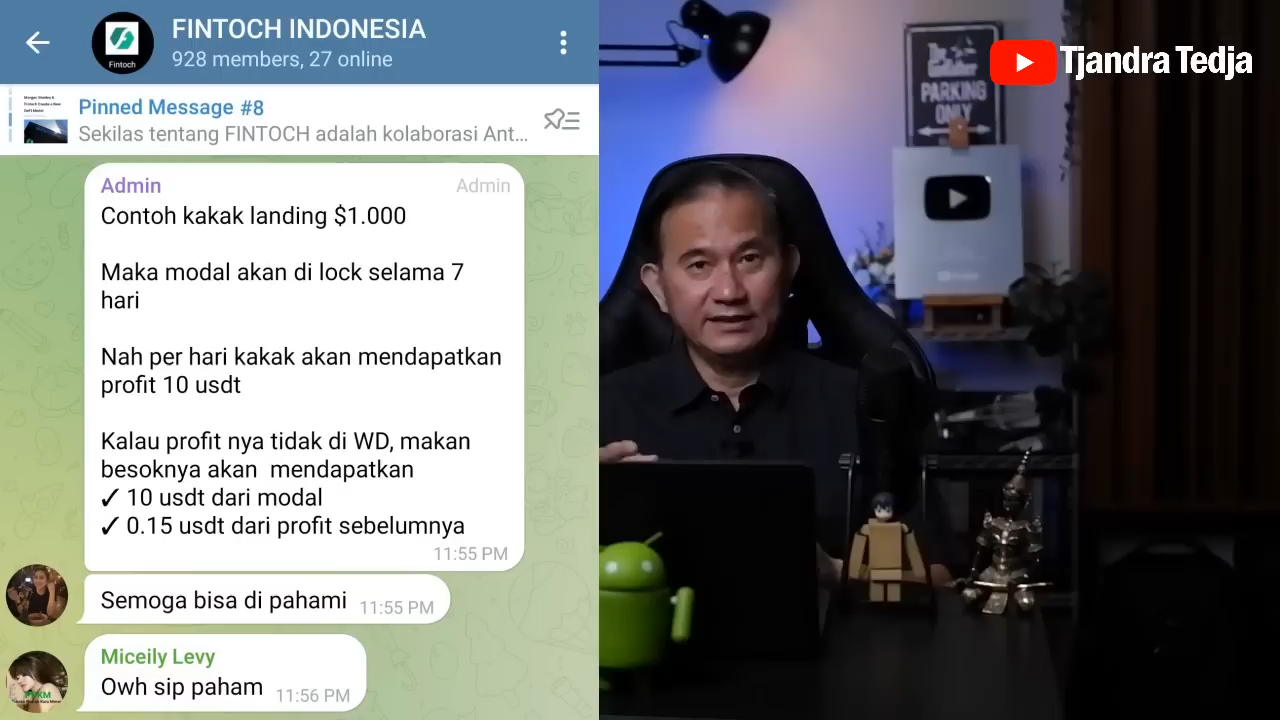 FINTOCH INDONESIA
928 members, 27 online
Fintoch
Pinned Message #8
Sekilas tentang FINTOCH adalah kolaborasi Ant...
Admin
Admin
Contoh kakak landing $1.000
Maka modal akan di lock selama 7
hari
Nah per hari kakak akan mendapatkan
profit 10 usdt
Kalau profit nya tidak di WD, makan
besoknya akan mendapatkan
✓ 10 usdt dari modal
✓ 0.15 usdt dari profit sebelumnya
11:55 PM
Semoga bisa di pahami 11:55 PM
Miceily Levy
Owh sip paham 11:56 PM
Tjandra Tedja
PARKING
ONLY